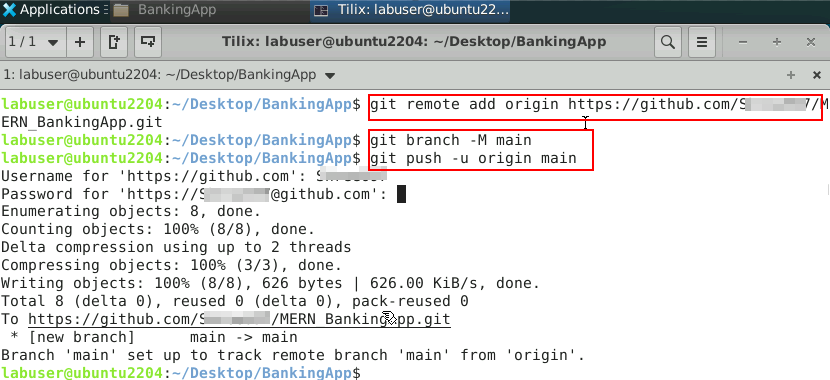 Applications
BankingApp
Tilix: labuser@ubuntu22...
1 / 1
Tilix: labuser@ubuntu2204: ~/Desktop/BankingApp
1: labuser@ubuntu2204: ~/Desktop/BankingApp
labuser@ubuntu2204:~/Desktop/BankingApp$ git remote add origin https://github.com/S 7/M
ERN_BankingApp.git
labuser@ubuntu2204:~/Desktop/BankingApp$ git branch -M main
labuser@ubuntu2204:~/Desktop/BankingApp$ git push -u origin main
Username for 'https://github.com': S
Password for 'https://S @github.com':
Enumerating objects: 8, done.
Counting objects: 100% (8/8), done.
Delta compression using up to 2 threads
Compressing objects: 100% (3/3), done.
Writing objects: 100% (8/8), 626 bytes | 626.00 KiB/s, done.
Total 8 (delta 0), reused 0 (delta 0), pack-reused 0
To https://github.com/S /MERN_BankingApp.git
 * [new branch]      main -> main
Branch 'main' set up to track remote branch 'main' from 'origin'.
labuser@ubuntu2204:~/Desktop/BankingApp$